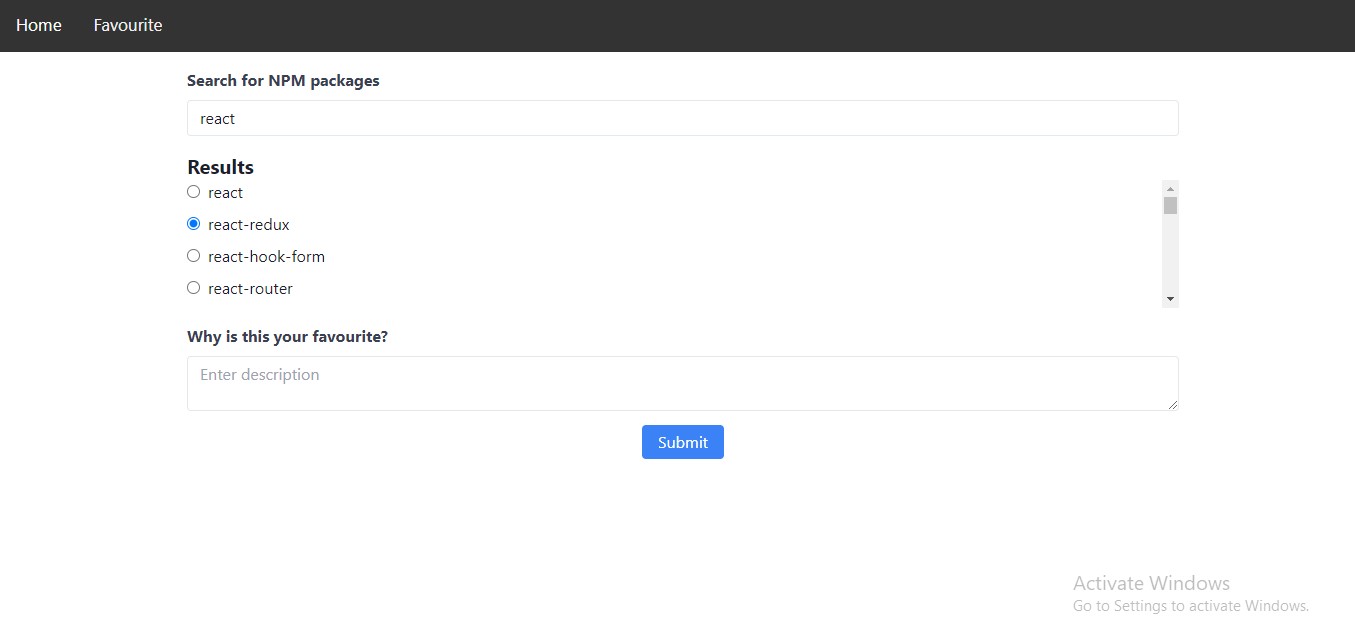 Home Favourite
Search for NPM packages
react
Results
react
react-redux
react-hook-form
react-router
Why is this your favourite?
Enter description
Submit
Activate Windows
Go to Settings to activate Windows.